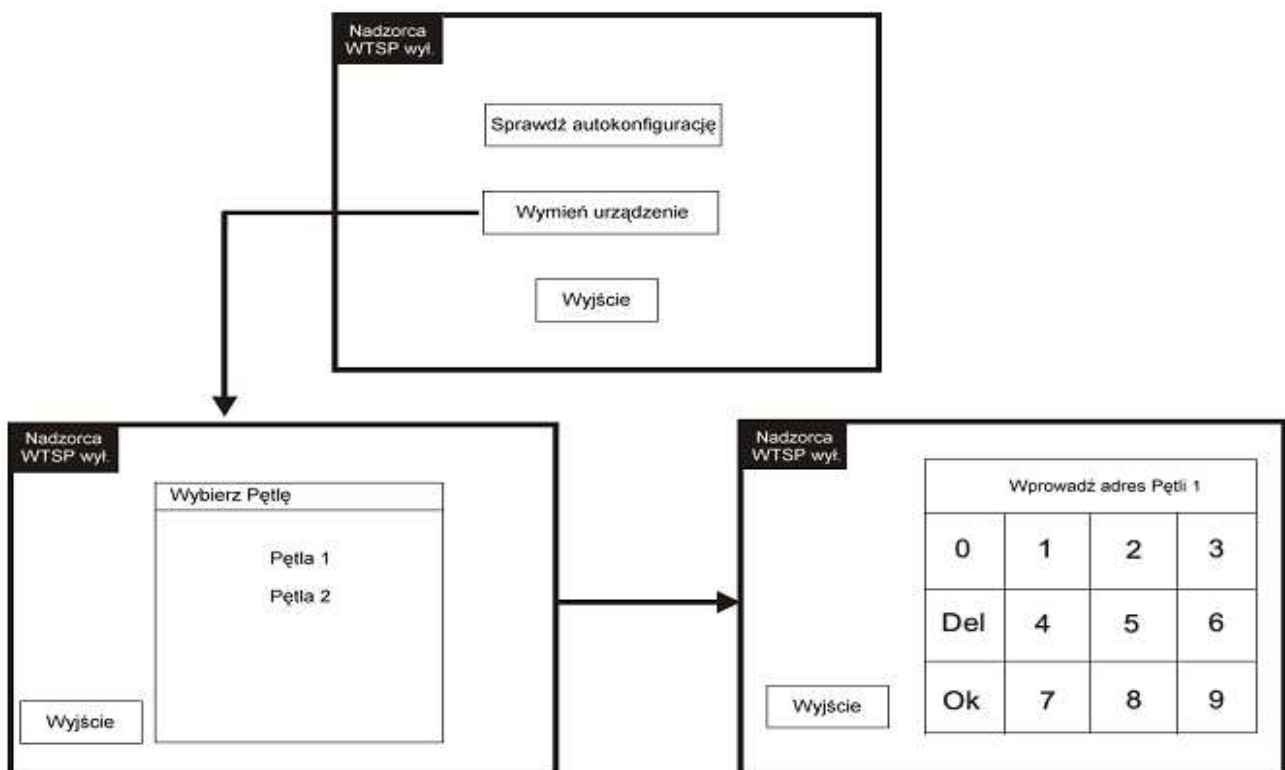 Nadzorca
WTSP wył.
Sprawdź autokonfigurację
Wymień urządzenie
Wyjście
Nadzorca
WTSP wył.
Wybierz Pętlę
Pętla 1
Pętla 2
Wyjście
Nadzorca
WTSP wył.
Wprowadź adres Pętli 1
0 1 2 3
Del 4 5 6
Ok 7 8 9
Wyjście